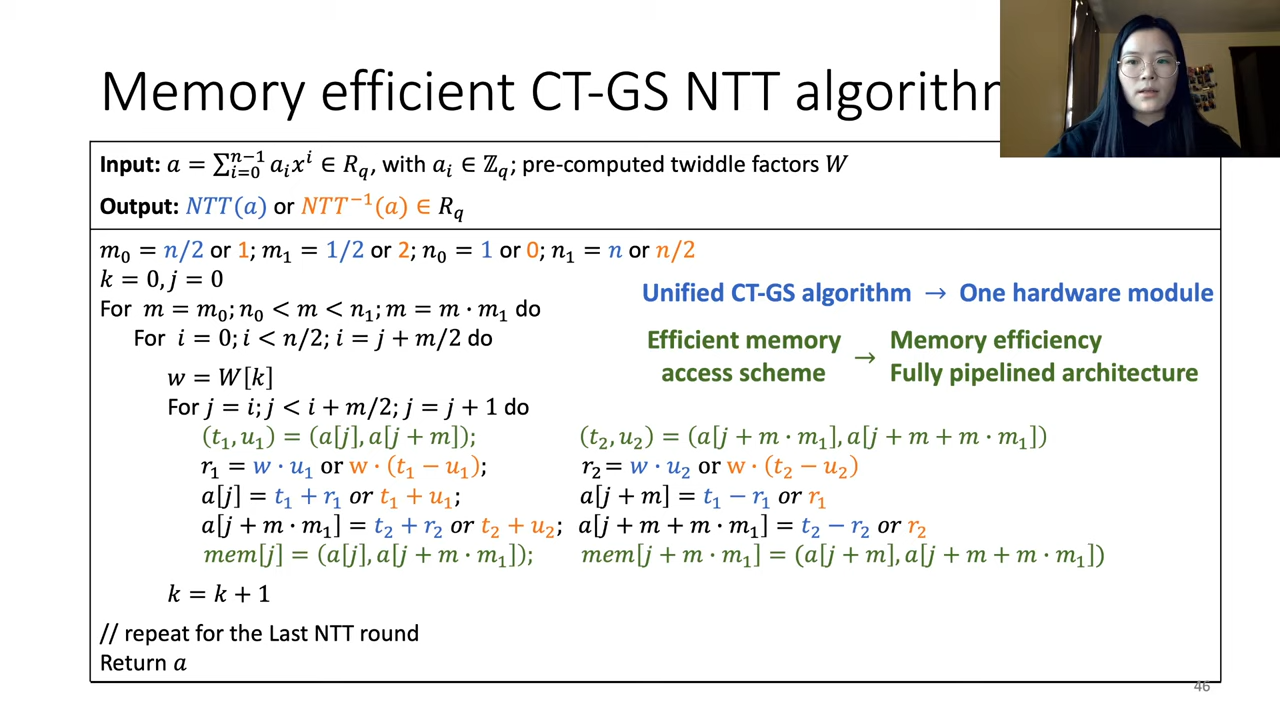 Memory efficient CT-GS NTT algorithm
Input: a = ∑_{i=0}^{n−1} a_i x^i ∈ R_q, with a_i ∈ ℤ_q; pre-computed twiddle factors W
Output: NTT(a) or NTT^{−1}(a) ∈ R_q
m_0 = n/2 or 1; m_1 = 1/2 or 2; n_0 = 1 or 0; n_1 = n or n/2
k = 0, j = 0
For m = m_0; n_0 < m < n_1; m = m · m_1 do
For i = 0; i < n/2; i = j + m/2 do
w = W[k]
For j = i; j < i + m/2; j = j + 1 do
(t_1, u_1) = (a[j], a[j + m]); (t_2, u_2) = (a[j + m · m_1], a[j + m + m · m_1])
r_1 = w · u_1 or w · (t_1 − u_1); r_2 = w · u_2 or w · (t_2 − u_2)
a[j] = t_1 + r_1 or t_1 + u_1; a[j + m] = t_1 − r_1 or r_1
a[j + m · m_1] = t_2 + r_2 or t_2 + u_2; a[j + m + m · m_1] = t_2 − r_2 or r_2
mem[j] = (a[j], a[j + m · m_1]); mem[j + m · m_1] = (a[j + m], a[j + m + m · m_1])
k = k + 1
// repeat for the Last NTT round
Return a
Unified CT-GS algorithm → One hardware module
Efficient memory access scheme → Memory efficiency
Fully pipelined architecture
46